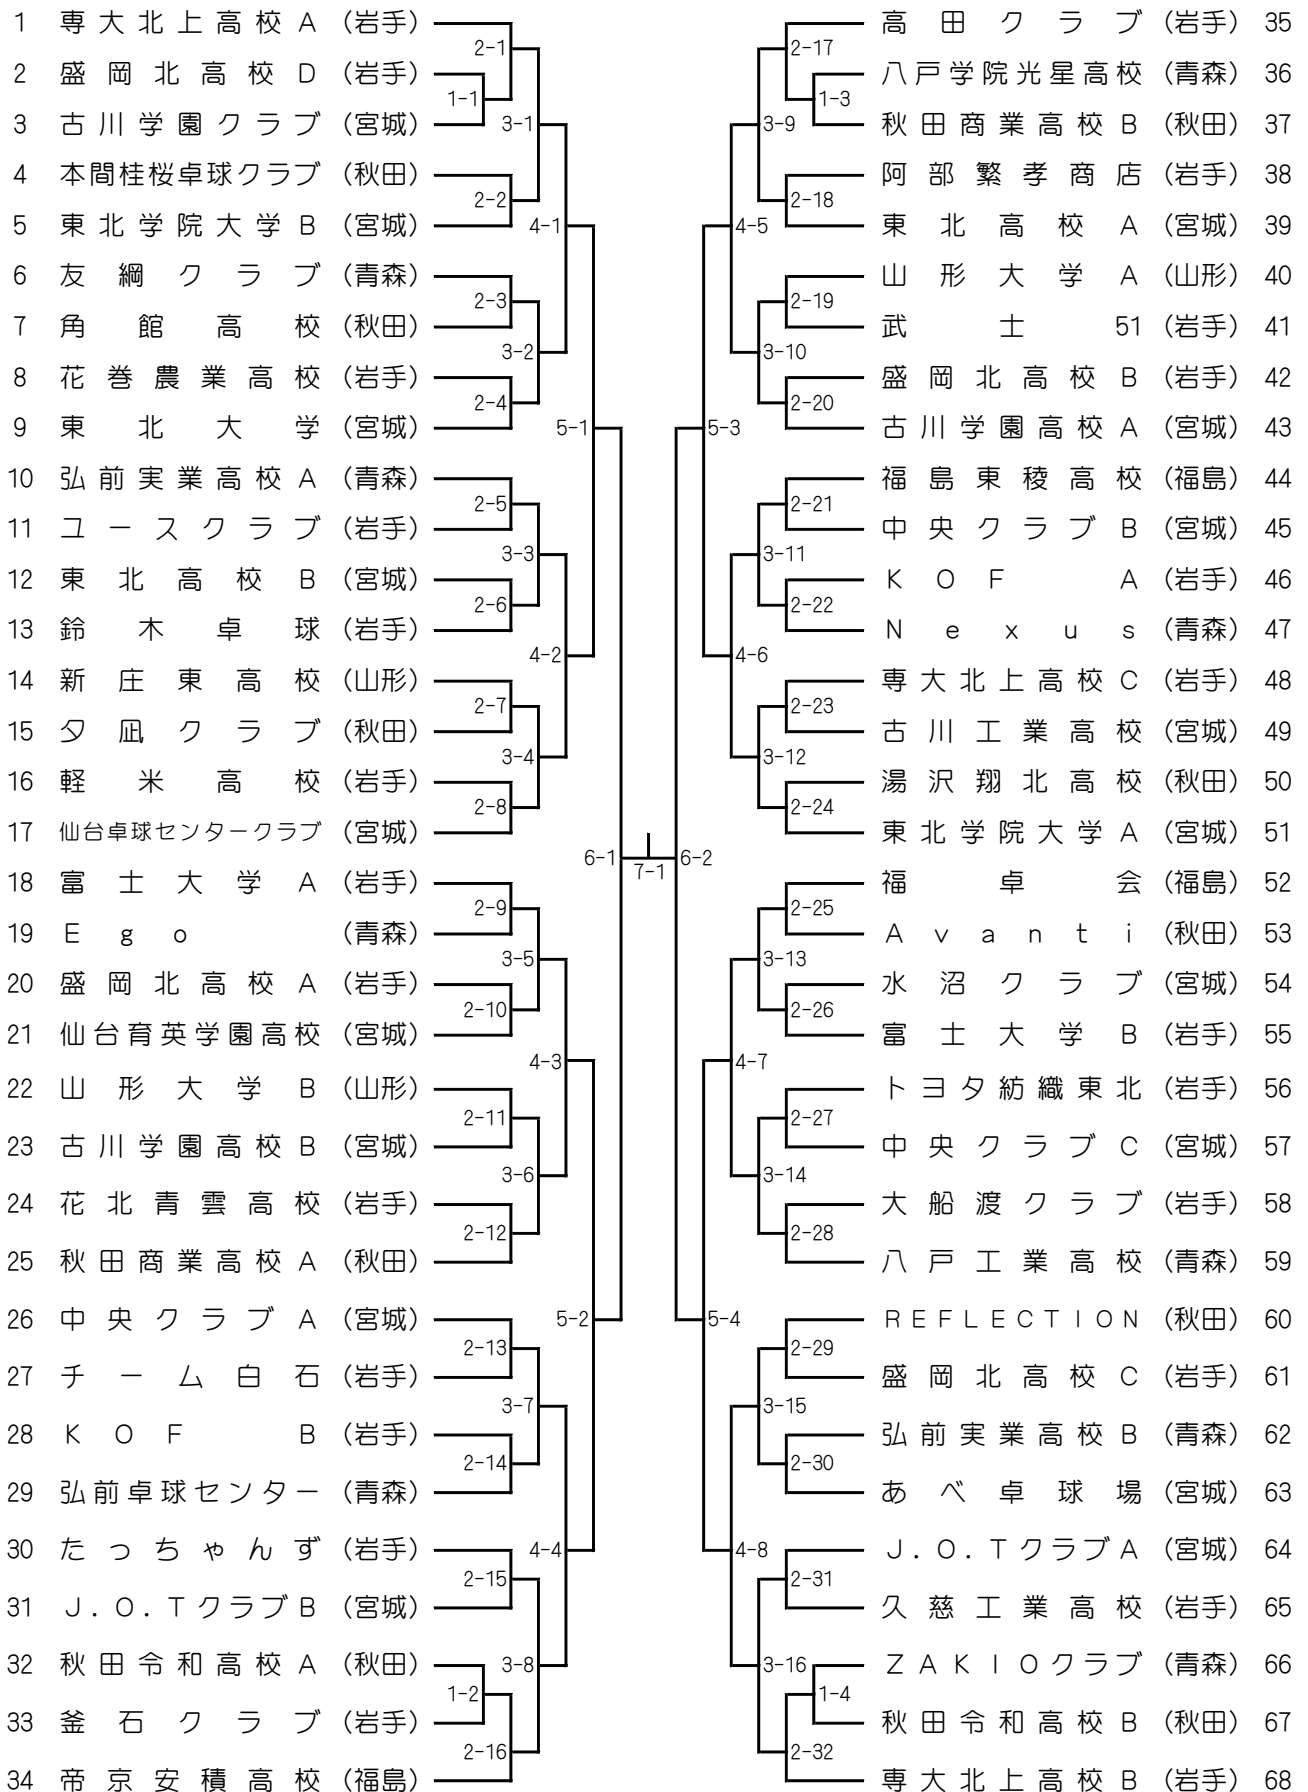 1 専大北上高校A (岩手)
2 盛岡北高校D (岩手)
3 古川学園クラブ (宮城)
4 本間桂桜卓球クラブ (秋田)
5 東北学院大学B (宮城)
6 友綱クラブ (青森)
7 角館高校 (秋田)
8 花巻農業高校 (岩手)
9 東北大学 (宮城)
10 弘前実業高校A (青森)
11 ユースクラブ (岩手)
12 東北高校B (宮城)
13 鈴木卓球 (岩手)
14 新庄東高校 (山形)
15 夕凪クラブ (秋田)
16 軽米高校 (岩手)
17 仙台卓球センタークラブ (宮城)
18 富士大学A (岩手)
19 Ego (青森)
20 盛岡北高校A (岩手)
21 仙台育英学園高校 (宮城)
22 山形大学B (山形)
23 古川学園高校B (宮城)
24 花北青雲高校 (岩手)
25 秋田商業高校A (秋田)
26 中央クラブA (宮城)
27 チーム白石 (岩手)
28 KOF B (岩手)
29 弘前卓球センター (青森)
30 たっちゃんず (岩手)
31 J.O.TクラブB (宮城)
32 秋田令和高校A (秋田)
33 釜石クラブ (岩手)
34 帝京安積高校 (福島)
1-1
1-2
2-1
2-2
2-3
2-4
2-5
2-6
2-7
2-8
2-9
2-10
2-11
2-12
2-13
2-14
2-15
2-16
3-1
3-2
3-3
3-4
3-5
3-6
3-7
3-8
4-1
4-2
4-3
4-4
5-1
5-2
6-1
7-1
6-2
5-3
5-4
4-5
4-6
4-7
4-8
3-9
3-10
3-11
3-12
3-13
3-14
3-15
3-16
2-17
2-18
2-19
2-20
2-21
2-22
2-23
2-24
2-25
2-26
2-27
2-28
2-29
2-30
2-31
2-32
1-3
1-4
高田クラブ (岩手) 35
八戸学院光星高校 (青森) 36
秋田商業高校B (秋田) 37
阿部繁孝商店 (岩手) 38
東北高校A (宮城) 39
山形大学A (山形) 40
武士51 (岩手) 41
盛岡北高校B (岩手) 42
古川学園高校A (宮城) 43
福島東稜高校 (福島) 44
中央クラブB (宮城) 45
KOF A (岩手) 46
Nexus (青森) 47
専大北上高校C (岩手) 48
古川工業高校 (宮城) 49
湯沢翔北高校 (秋田) 50
東北学院大学A (宮城) 51
福卓会 (福島) 52
Avanti (秋田) 53
水沼クラブ (宮城) 54
富士大学B (岩手) 55
トヨタ紡織東北 (岩手) 56
中央クラブC (宮城) 57
大船渡クラブ (岩手) 58
八戸工業高校 (青森) 59
REFLECTION (秋田) 60
盛岡北高校C (岩手) 61
弘前実業高校B (青森) 62
あべ卓球場 (宮城) 63
J.O.TクラブA (宮城) 64
久慈工業高校 (岩手) 65
ZAKIOクラブ (青森) 66
秋田令和高校B (秋田) 67
専大北上高校B (岩手) 68